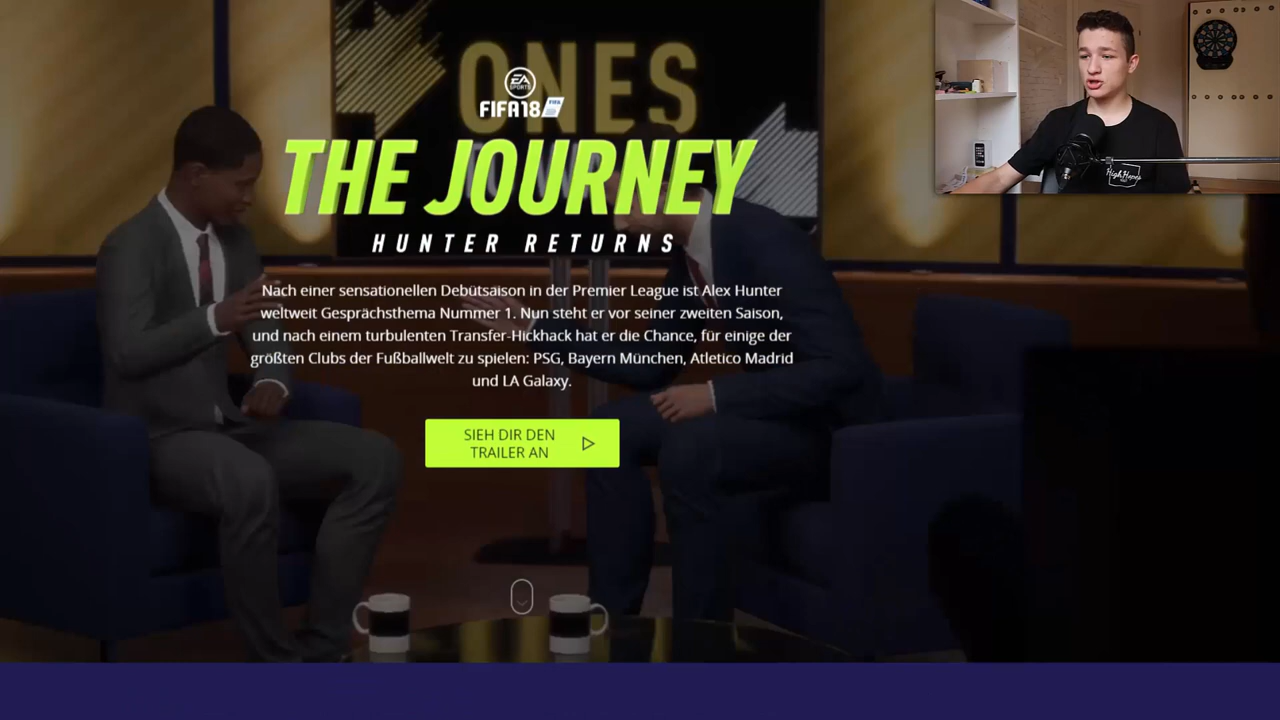 ONES
EA
SPORTS
FIFA 18
THE JOURNEY
HUNTER RETURNS
Nach einer sensationellen Debütsaison in der Premier League ist Alex Hunter
weltweit Gesprächsthema Nummer 1. Nun steht er vor seiner zweiten Saison,
und nach einem turbulenten Transfer-Hickhack hat er die Chance, für einige der
größten Clubs der Fußballwelt zu spielen: PSG, Bayern München, Atletico Madrid
und LA Galaxy.
SIEH DIR DEN
TRAILER AN